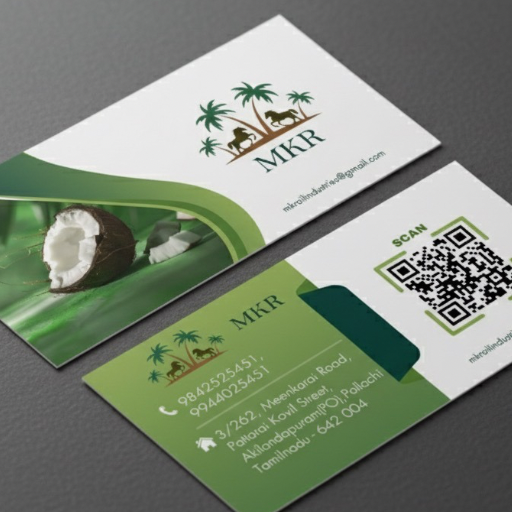 MKR
mkroilindustries@gmail.com
SCAN
MKR
9842525451,
9944025451
3/262, Meenkarai Road,
Pattarai Kovil Street,
Akilandapuram(PO),Pollachi
Tamilnadu - 642 004